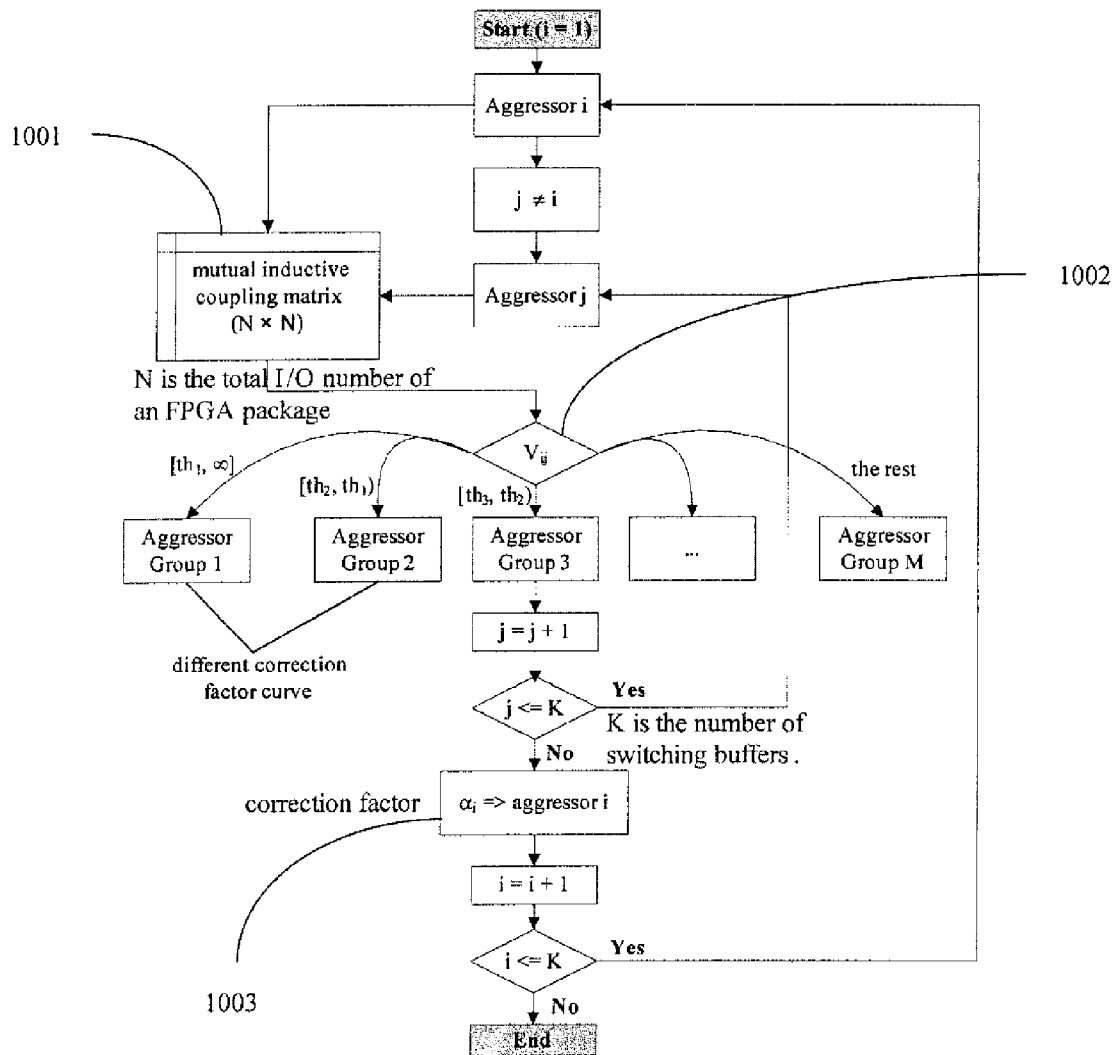 Start (i = 1)
Aggressor i
1001
j ≠ i
mutual inductive
coupling matrix
(N × N)
Aggressor j
1002
N is the total I/O number of
an FPGA package
V_ij
[th₁, ∞]
[th₂, th₁)
[th₃, th₂)
the rest
Aggressor
Group 1
Aggressor
Group 2
Aggressor
Group 3
...
Aggressor
Group M
j = j + 1
different correction
factor curve
j <= K
Yes
K is the number of
switching buffers.
No
correction factor
αᵢ => aggressor i
i = i + 1
i <= K
Yes
1003
No
End